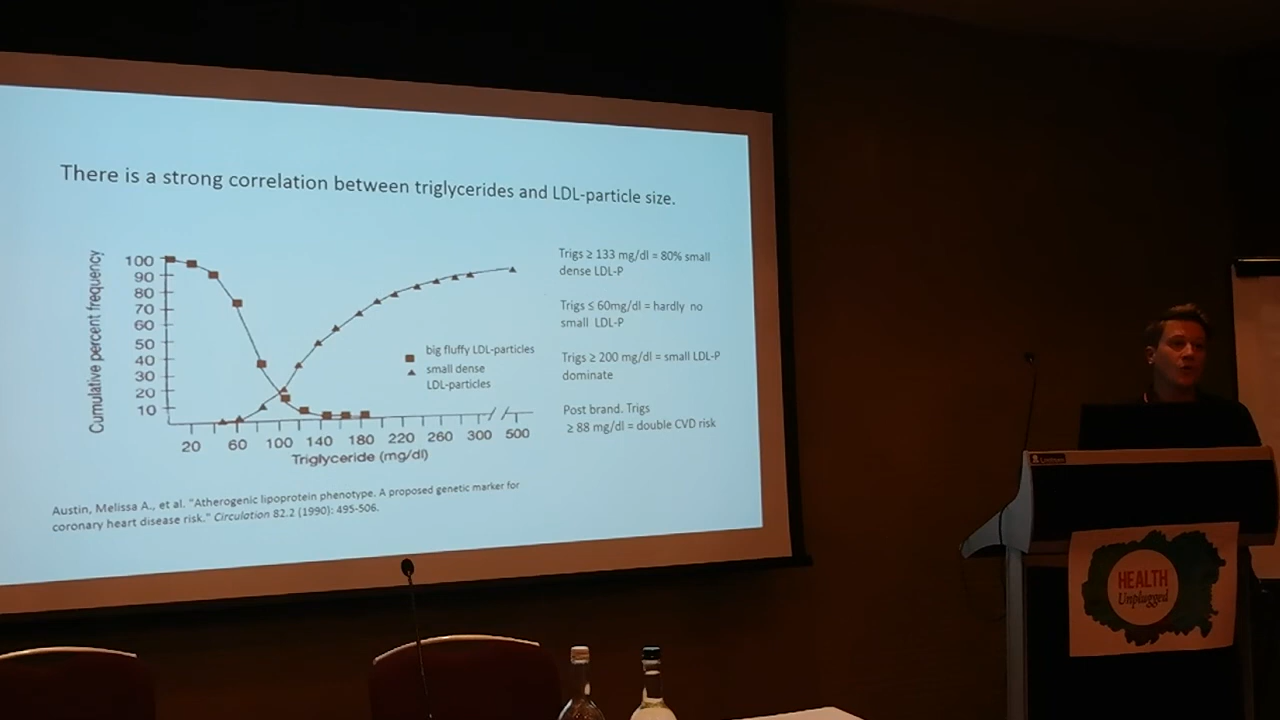 There is a strong correlation between triglycerides and LDL-particle size.
Cumulative percent frequency
100
90
80
70
60
50
40
30
20
10
big fluffy LDL-particles
small dense
LDL-particles
20 60 100 140 180 220 260 300 500
Triglyceride (mg/dl)
Trigs ≥ 133 mg/dl = 80% small
dense LDL-P
Trigs ≤ 60mg/dl = hardly no
small LDL-P
Trigs ≥ 200 mg/dl = small LDL-P
dominate
Post brand. Trigs
≥ 88 mg/dl = double CVD risk
Austin, Melissa A., et al. "Atherogenic lipoprotein phenotype. A proposed genetic marker for
coronary heart disease risk." Circulation 82.2 (1990): 495-506.
HEALTH
Unplugged